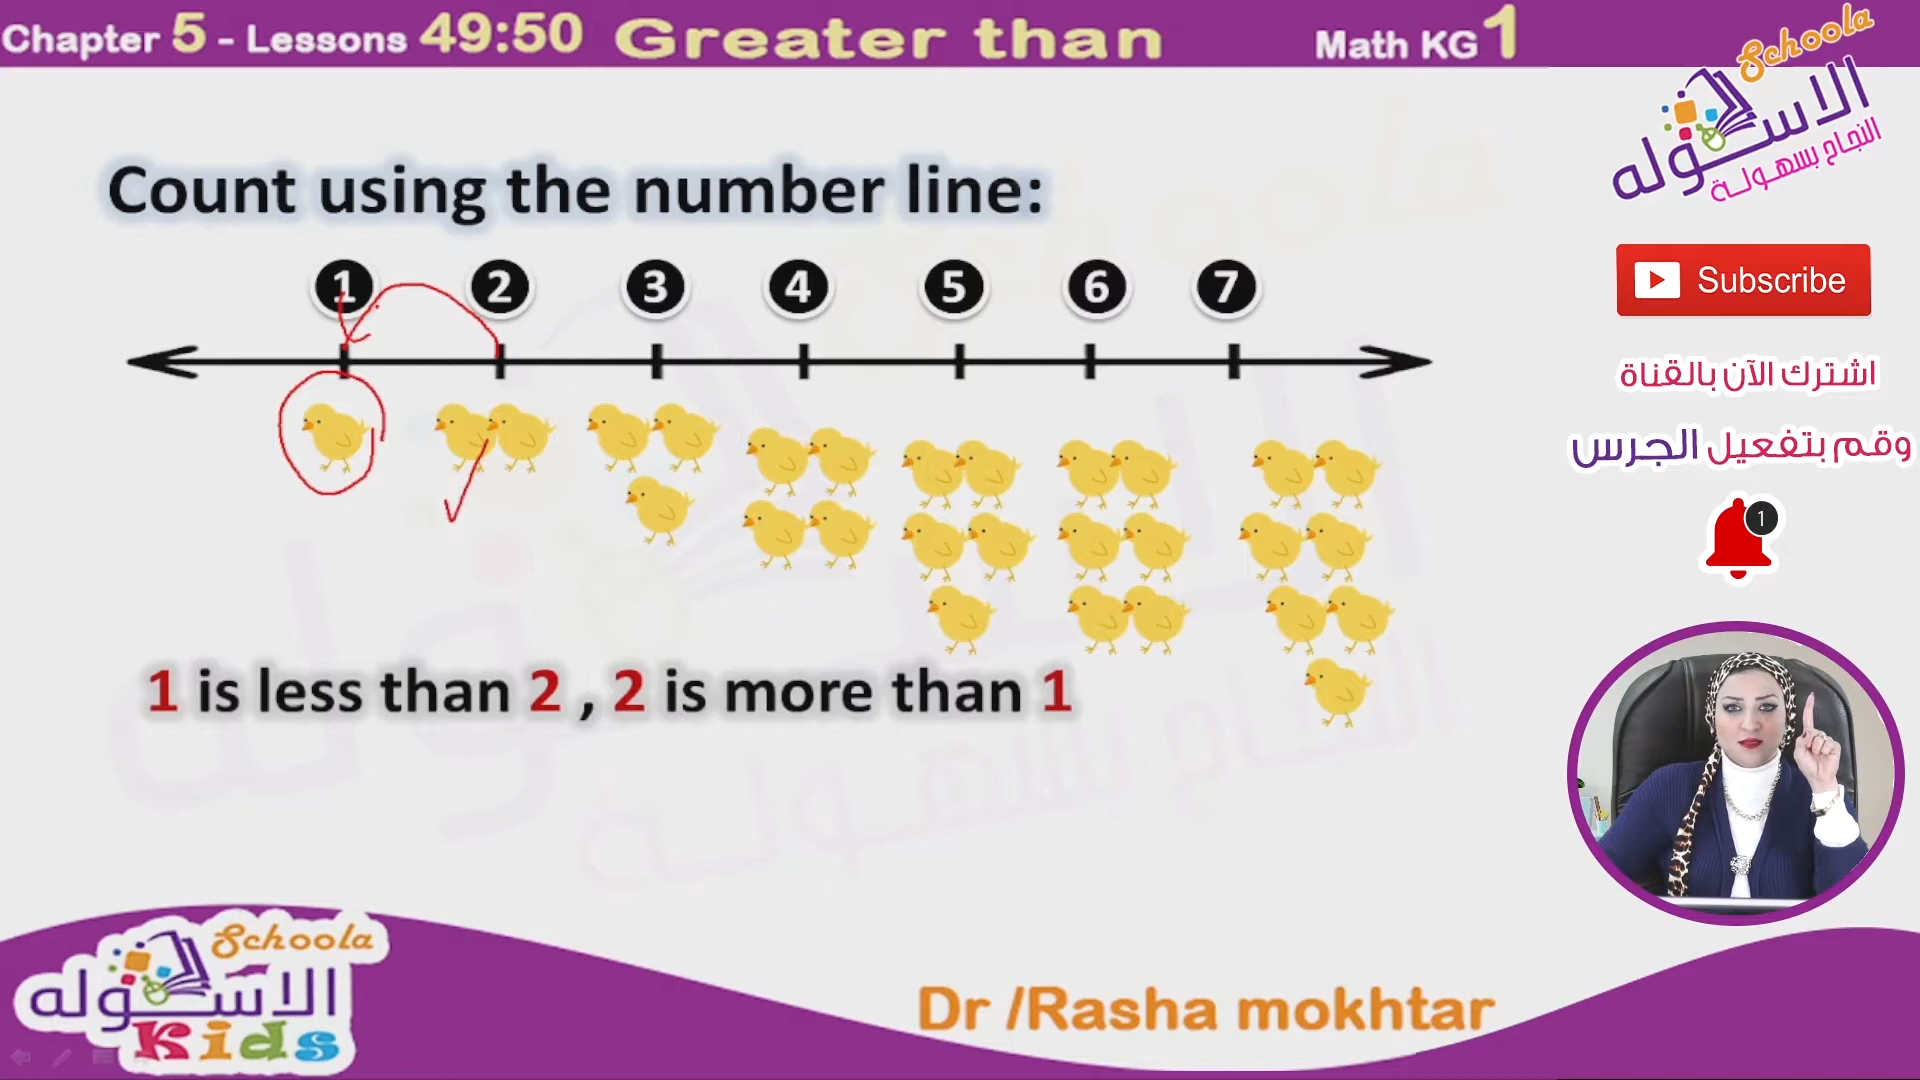 Chapter 5 - Lessons 49:50 Greater than Math KG 1
Schoola
الاسكوله
النجاح بسهولة
Count using the number line:
1 2 3 4 5 6 7
Subscribe
اشترك الآن بالقناة
وقم بتفعيل الجرس
1
1 is less than 2 , 2 is more than 1
Schoola
الاسكوله
Kids
Dr /Rasha mokhtar